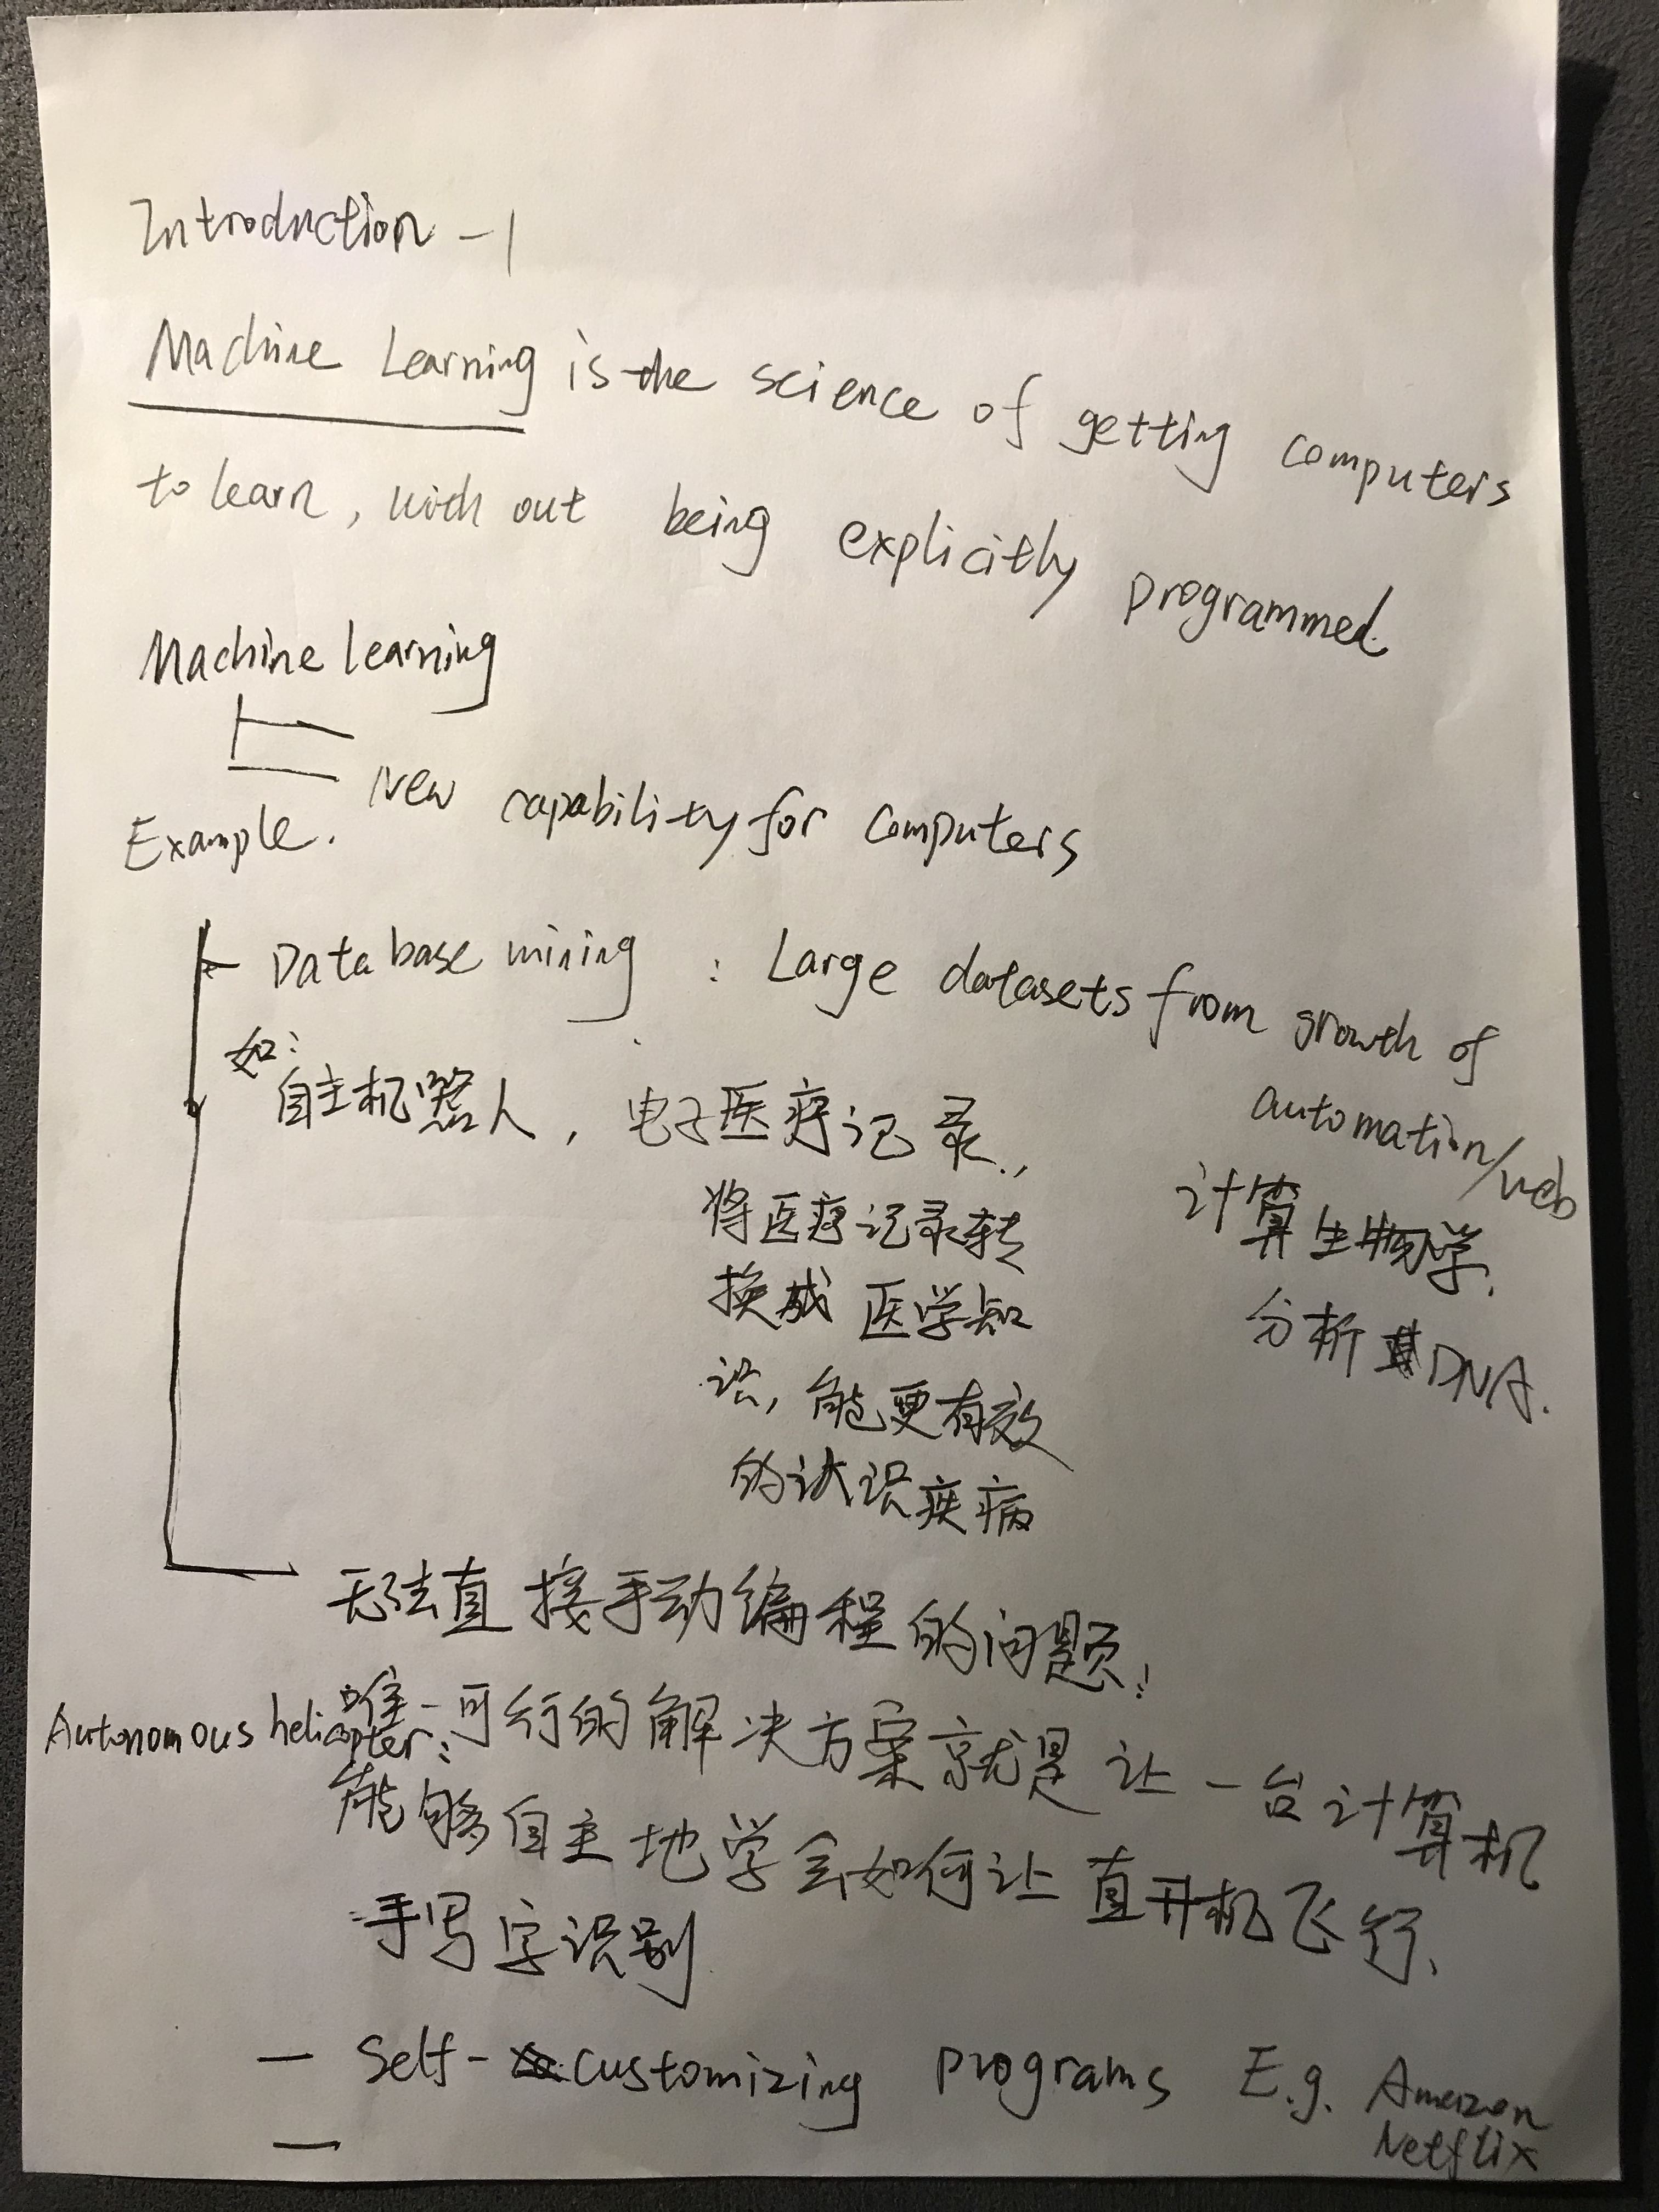 Introduction -1
Machine Learning is the science of getting computers
to learn, with out being explicitly programmed.
Machine learning
New capability for computers
Example.
Database mining : Large datasets from growth of
automation/web
如:
自主机器人, 电子医疗记录.,
将医疗记录转
换成 医学知
识, 能更有效
的认识疾病
计算生物学.
分析 DNA.
无法直接手动编程的问题!
Autonomous helicopter:
唯一可行的解决方案就是 让一台计算机
能够自主地学会如何让直升机飞行.
手写字识别
Self-customizing programs E.g. Amazon
Netflix